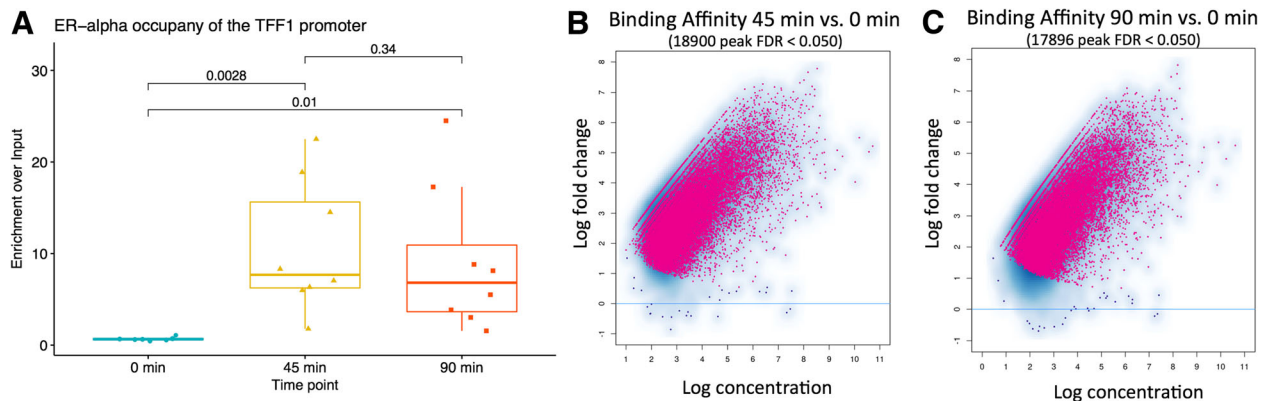 A
ER−alpha occupany of the TFF1 promoter
0.34
0.0028
0.01
30
20
10
0
Enrichment over Input
0 min
45 min
90 min
Time point
B
Binding Affinity 45 min vs. 0 min
(18900 peak FDR < 0.050)
8
7
6
5
4
3
2
1
0
-1
Log fold change
1 2 3 4 5 6 7 8 9 10 11
Log concentration
C
Binding Affinity 90 min vs. 0 min
(17896 peak FDR < 0.050)
8
7
6
5
4
3
2
1
0
-1
Log fold change
0 1 2 3 4 5 6 7 8 9 10 11
Log concentration